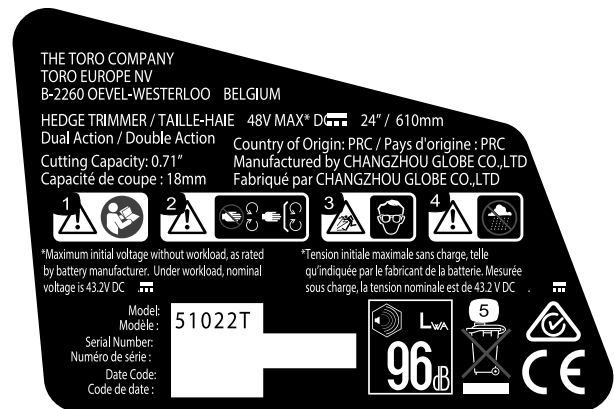 THE TORO COMPANY
TORO EUROPE NV
B-2260 OEVEL-WESTERLOO BELGIUM
HEDGE TRIMMER / TAILLE-HAIE 48V MAX* DC 24” / 610mm
Dual Action / Double Action
Cutting Capacity: 0.71"
Capacité de coupe : 18mm
Country of Origin: PRC / Pays d'origine : PRC
Manufactured by CHANGZHOU GLOBE CO.,LTD
Fabriqué par CHANGZHOU GLOBE CO.,LTD
1
2
3
4
*Maximum initial voltage without workload, as rated
by battery manufacturer. Under workload, nominal
voltage is 43.2V DC .
*Tension initiale maximale sans charge, telle
qu'indiquée par le fabricant de la batterie. Mesurée
sous charge, la tension nominale est de 43.2 V DC .
Model:
Modèle :
51022T
Serial Number:
Numéro de série :
Date Code:
Code de date :
LWA
96dB
5
CE